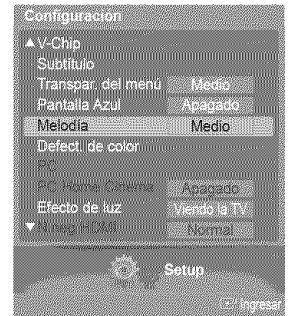 Configuración
▲ V-Chip
Subtítulo
Transpar. del menú Medio
Pantalla Azul Apagado
Melodía Medio
Defect. de color
PC
PC Home Cinema Apagado
Efecto de luz Viendo la TV
▼ N.neg HDMI Normal
Setup
Ingresar